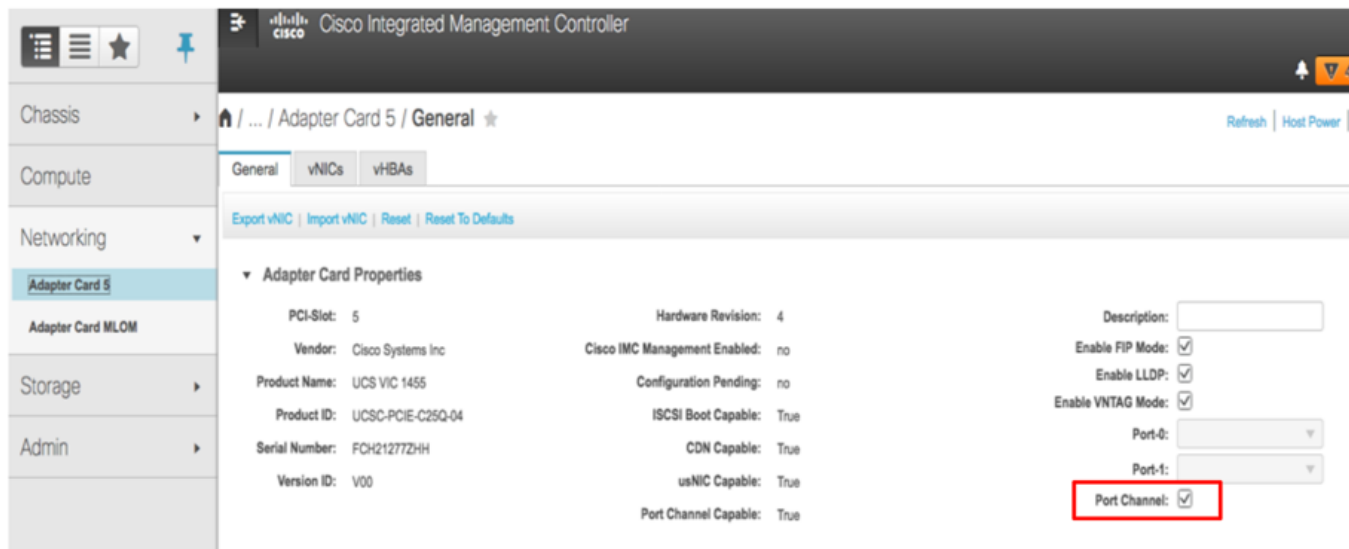 cisco Cisco Integrated Management Controller
Chassis
Compute
Networking
Adapter Card 5
Adapter Card MLOM
Storage
Admin
/ ... / Adapter Card 5 / General
Refresh | Host Power |
General vNICs vHBAs
Export vNIC | Import vNIC | Reset | Reset To Defaults
Adapter Card Properties
PCI-Slot: 5
Vendor: Cisco Systems Inc
Product Name: UCS VIC 1455
Product ID: UCSC-PCIE-C25Q-04
Serial Number: FCH21277ZHH
Version ID: V00
Hardware Revision: 4
Cisco IMC Management Enabled: no
Configuration Pending: no
ISCSI Boot Capable: True
CDN Capable: True
usNIC Capable: True
Port Channel Capable: True
Description:
Enable FIP Mode:
Enable LLDP:
Enable VNTAG Mode:
Port-0:
Port-1:
Port Channel: